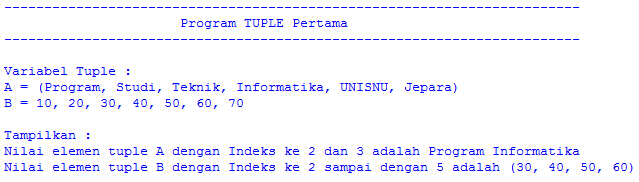 ------------------------------------------------------------------------
Program TUPLE Pertama
------------------------------------------------------------------------
Variabel Tuple :
A = (Program, Studi, Teknik, Informatika, UNISNU, Jepara)
B = 10, 20, 30, 40, 50, 60, 70
Tampilkan :
Nilai elemen tuple A dengan Indeks ke 2 dan 3 adalah Program Informatika
Nilai elemen tuple B dengan Indeks ke 2 sampai dengan 5 adalah (30, 40, 50, 60)